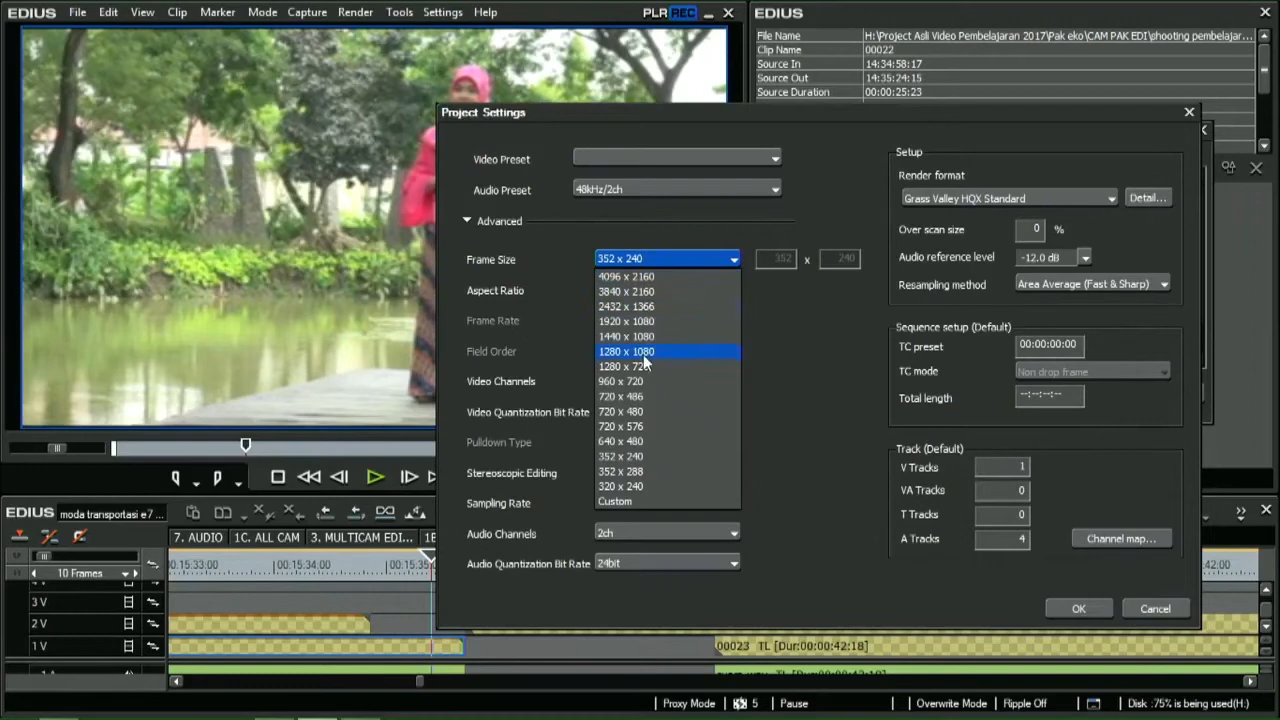 EDIUS File Edit View Clip Marker Mode Capture Render Tools Settings Help PLR REC
EDIUS
File Name H:\Project Asli Video Pembelajaran 2017\Pak eko\CAM PAK EDI\shooting pembelajar...
Clip Name 00022
Source In 14:34:58:17
Source Out 14:35:24:15
Source Duration 00:00:25:23
Project Settings
Video Preset
Audio Preset 48kHz/2ch
Advanced
Frame Size 352 x 240 352 x 240
4096 x 2160
3840 x 2160
2432 x 1366
1920 x 1080
1440 x 1080
1280 x 1080
1280 x 720
960 x 720
720 x 486
720 x 480
720 x 576
640 x 480
352 x 240
352 x 288
320 x 240
Custom
Aspect Ratio
Frame Rate
Field Order
Video Channels
Video Quantization Bit Rate
Pulldown Type
Stereoscopic Editing
Sampling Rate
Audio Channels 2ch
Audio Quantization Bit Rate 24bit
Setup
Render format
Grass Valley HQX Standard Detail...
Over scan size 0 %
Audio reference level -12.0 dB
Resampling method Area Average (Fast & Sharp)
Sequence setup (Default)
TC preset 00:00:00:00
TC mode Non drop frame
Total length --:--:--:--
Track (Default)
V Tracks 1
VA Tracks 0
T Tracks 0
A Tracks 4 Channel map...
OK Cancel
EDIUS moda transportasi e7 ...
7. AUDIO 1C. ALL CAM 3. MULTICAM EDI...
10 Frames 00:15:33:00 00:15:34:00
3 V
2 V
1 V 00023 TL [Dur:00:00:42:18]
Proxy Mode 5 Pause Overwrite Mode Ripple Off Disk :75% is being used(H:)